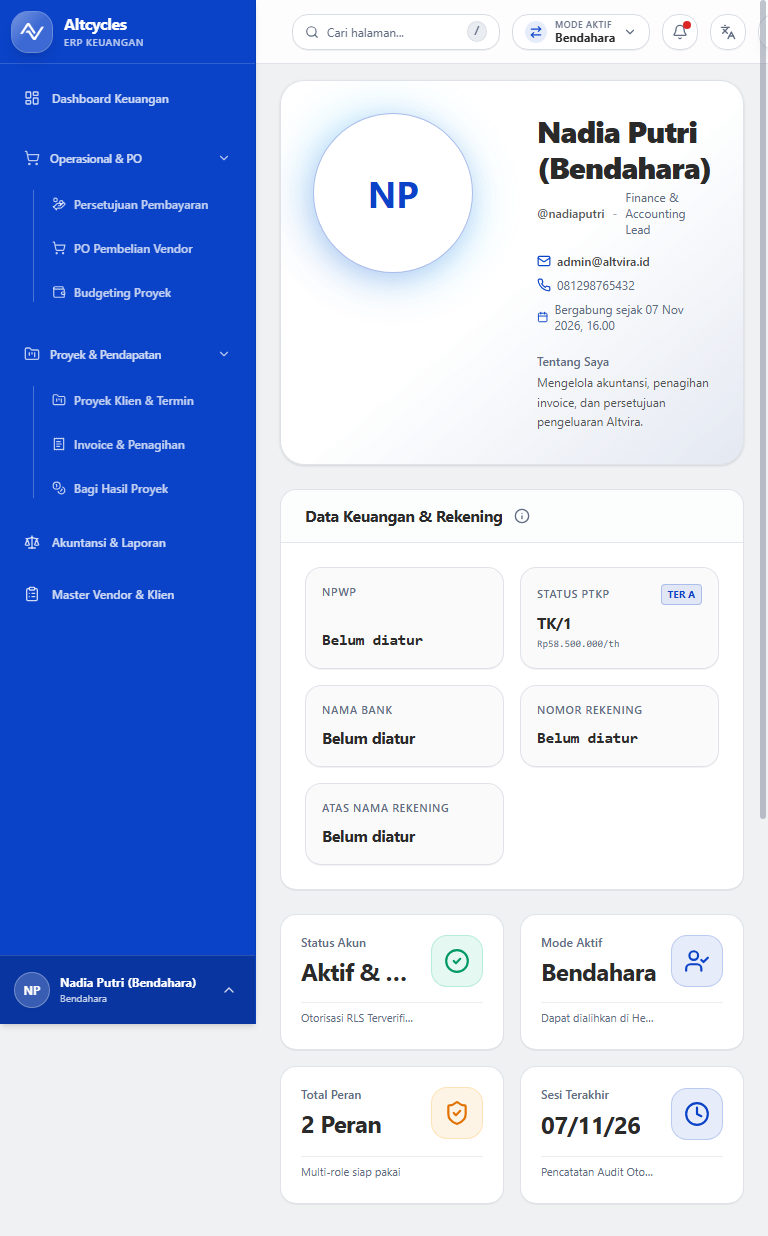 Altcycles
ERP KEUANGAN
Cari halaman...
/
MODE AKTIF
Bendahara
Dashboard Keuangan
Operasional & PO
Persetujuan Pembayaran
PO Pembelian Vendor
Budgeting Proyek
Proyek & Pendapatan
Proyek Klien & Termin
Invoice & Penagihan
Bagi Hasil Proyek
Akuntansi & Laporan
Master Vendor & Klien
NP
Nadia Putri (Bendahara)
Bendahara
NP
Nadia Putri
(Bendahara)
@nadiaputri - Finance &
Accounting
Lead
admin@altvira.id
081298765432
Bergabung sejak 07 Nov
2026, 16.00
Tentang Saya
Mengelola akuntansi, penagihan
invoice, dan persetujuan
pengeluaran Altvira.
Data Keuangan & Rekening
NPWP
Belum diatur
STATUS PTKP
TER A
TK/1
Rp58.500.000/th
NAMA BANK
Belum diatur
NOMOR REKENING
Belum diatur
ATAS NAMA REKENING
Belum diatur
Status Akun
Aktif & ...
Otorisasi RLS Terverifi...
Mode Aktif
Bendahara
Dapat dialihkan di He...
Total Peran
2 Peran
Multi-role siap pakai
Sesi Terakhir
07/11/26
Pencatatan Audit Oto...